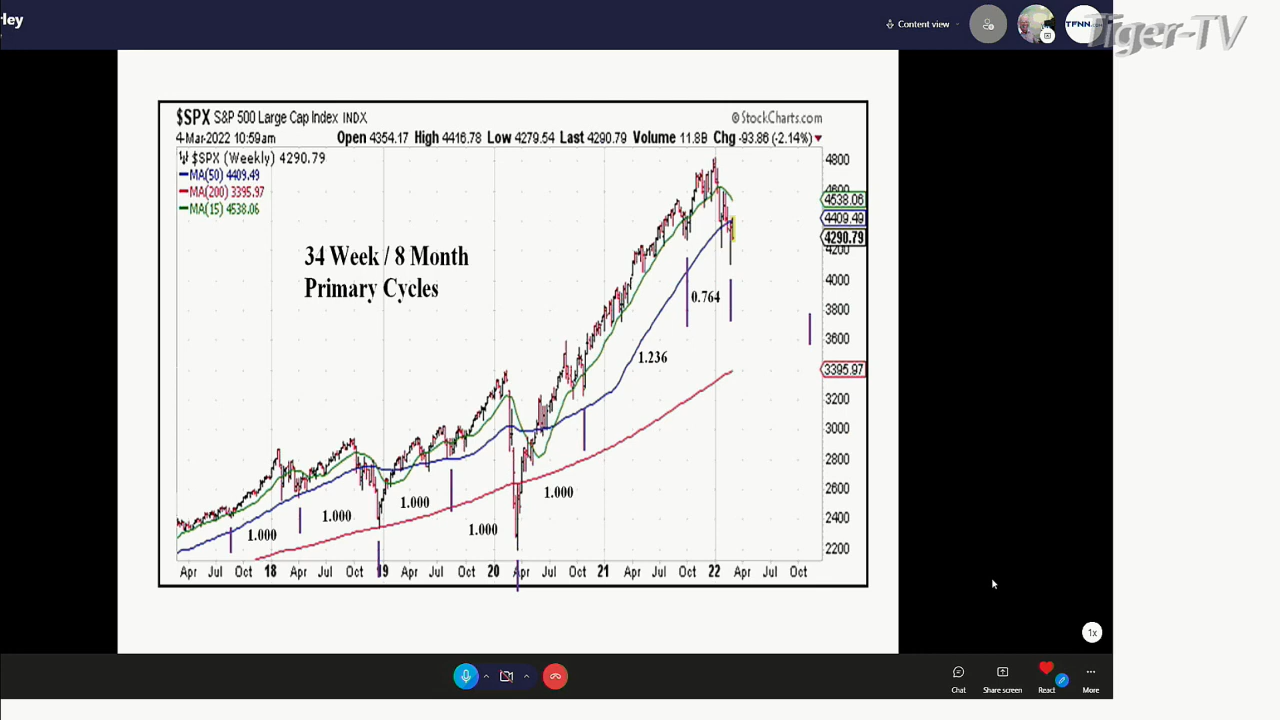 rley
Content view
TFNN.com
Tiger-TV
$SPX S&P 500 Large Cap Index INDX
©StockCharts.com
4-Mar-2022 10:59am
Open 4354.17 High 4416.78 Low 4279.54 Last 4290.79 Volume 11.8B Chg -93.86 (-2.14%)
$SPX (Weekly) 4290.79
MA(50) 4409.49
MA(200) 3395.97
MA(15) 4538.06
34 Week / 8 Month
Primary Cycles
4800
4600
4538.06
4409.49
4290.79
4200
4000
3800
3600
3395.97
3200
3000
2800
2600
2400
2200
0.764
1.236
1.000
1.000
1.000
1.000
1.000
Apr Jul Oct 18 Apr Jul Oct 19 Apr Jul Oct 20 Apr Jul Oct 21 Apr Jul Oct 22 Apr Jul Oct
1x
Chat
Share screen
React
More